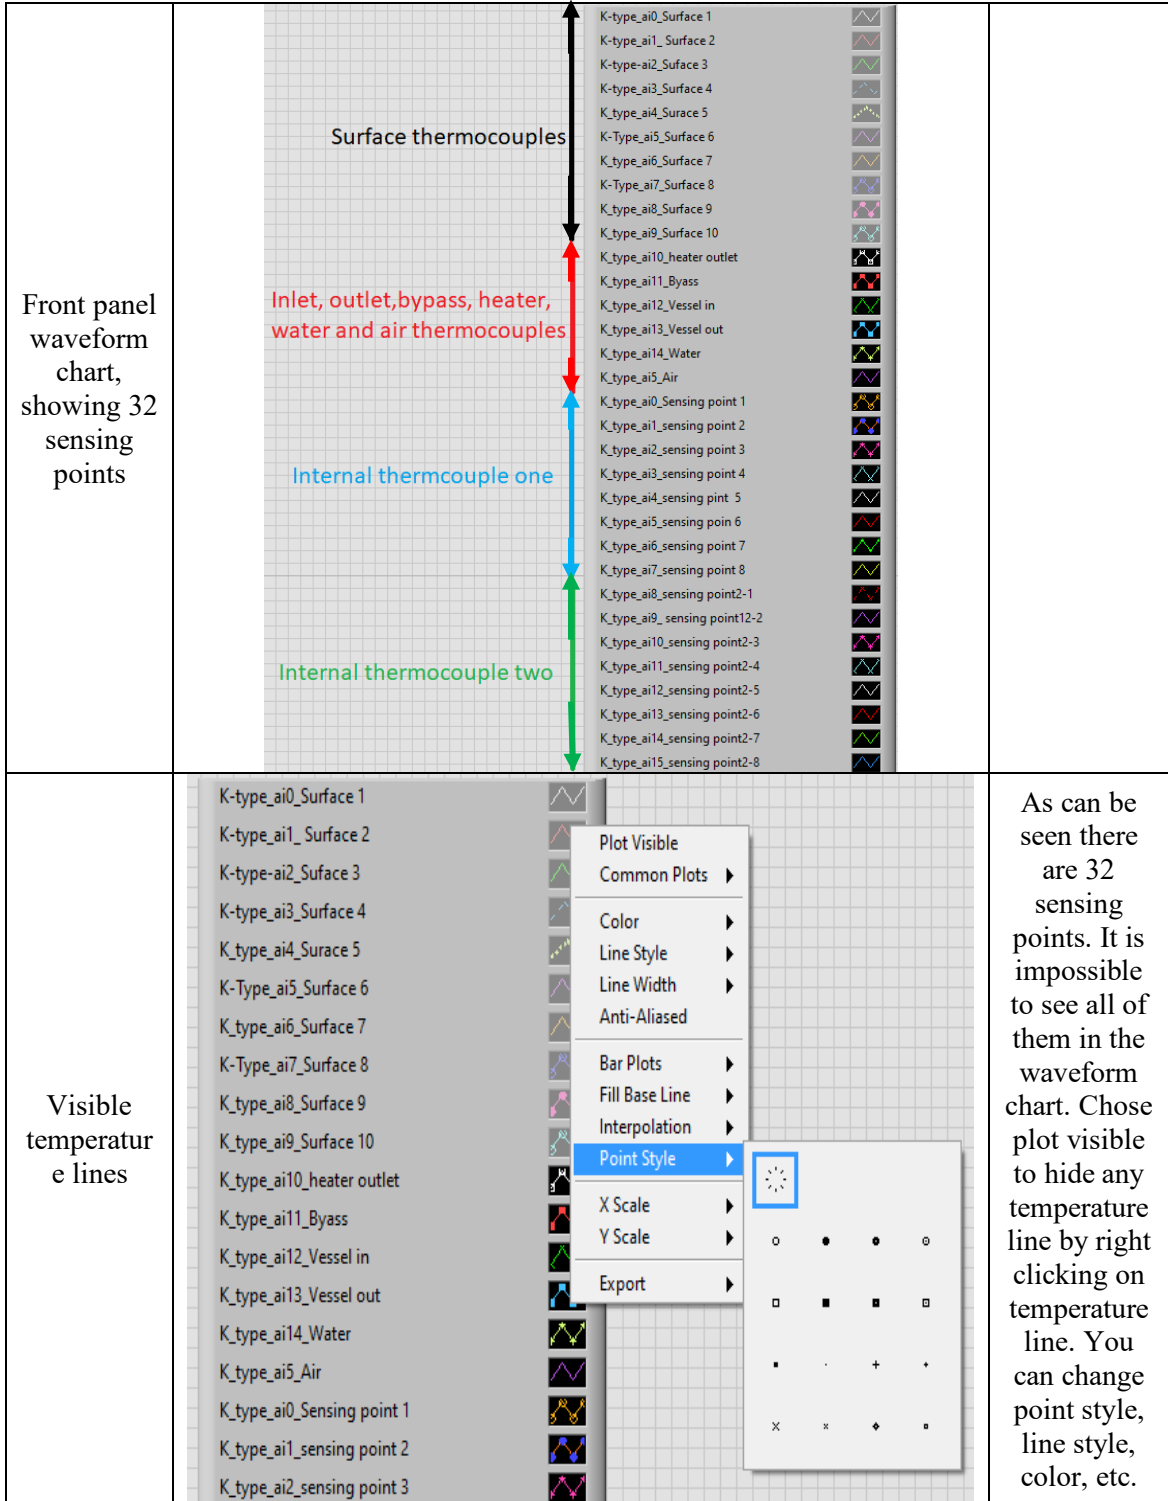 Front panel
waveform
chart,
showing 32
sensing
points
Surface thermocouples
Inlet, outlet,bypass, heater,
water and air thermocouples
Internal thermcouple one
Internal thermocouple two
K-type_ai0_Surface 1
K-type_ai1_ Surface 2
K-type-ai2_Suface 3
K-type_ai3_Surface 4
K_type_ai4_Surace 5
K-Type_ai5_Surface 6
K_type_ai6_Surface 7
K-Type_ai7_Surface 8
K_type_ai8_Surface 9
K_type_ai9_Surface 10
K_type_ai10_heater outlet
K_type_ai11_Byass
K_type_ai12_Vessel in
K_type_ai13_Vessel out
K_type_ai14_Water
K_type_ai5_Air
K_type_ai0_Sensing point 1
K_type_ai1_sensing point 2
K_type_ai2_sensing point 3
K_type_ai3_sensing point 4
K_type_ai4_sensing pint  5
K_type_ai5_sensing poin 6
K_type_ai6_sensing point 7
K_type_ai7_sensing point 8
K_type_ai8_sensing point2-1
K_type_ai9_ sensing point12-2
K_type_ai10_sensing point2-3
K_type_ai11_sensing point2-4
K_type_ai12_sensing point2-5
K_type_ai13_sensing point2-6
K_type_ai14_sensing point2-7
K_type_ai15_sensing point2-8
Visible
temperatur
e lines
K-type_ai0_Surface 1
K-type_ai1_ Surface 2
K-type-ai2_Suface 3
K-type_ai3_Surface 4
K_type_ai4_Surace 5
K-Type_ai5_Surface 6
K_type_ai6_Surface 7
K-Type_ai7_Surface 8
K_type_ai8_Surface 9
K_type_ai9_Surface 10
K_type_ai10_heater outlet
K_type_ai11_Byass
K_type_ai12_Vessel in
K_type_ai13_Vessel out
K_type_ai14_Water
K_type_ai5_Air
K_type_ai0_Sensing point 1
K_type_ai1_sensing point 2
K_type_ai2_sensing point 3
Plot Visible
Common Plots
Color
Line Style
Line Width
Anti-Aliased
Bar Plots
Fill Base Line
Interpolation
Point Style
X Scale
Y Scale
Export
As can be
seen there
are 32
sensing
points. It is
impossible
to see all of
them in the
waveform
chart. Chose
plot visible
to hide any
temperature
line by right
clicking on
temperature
line. You
can change
point style,
line style,
color, etc.